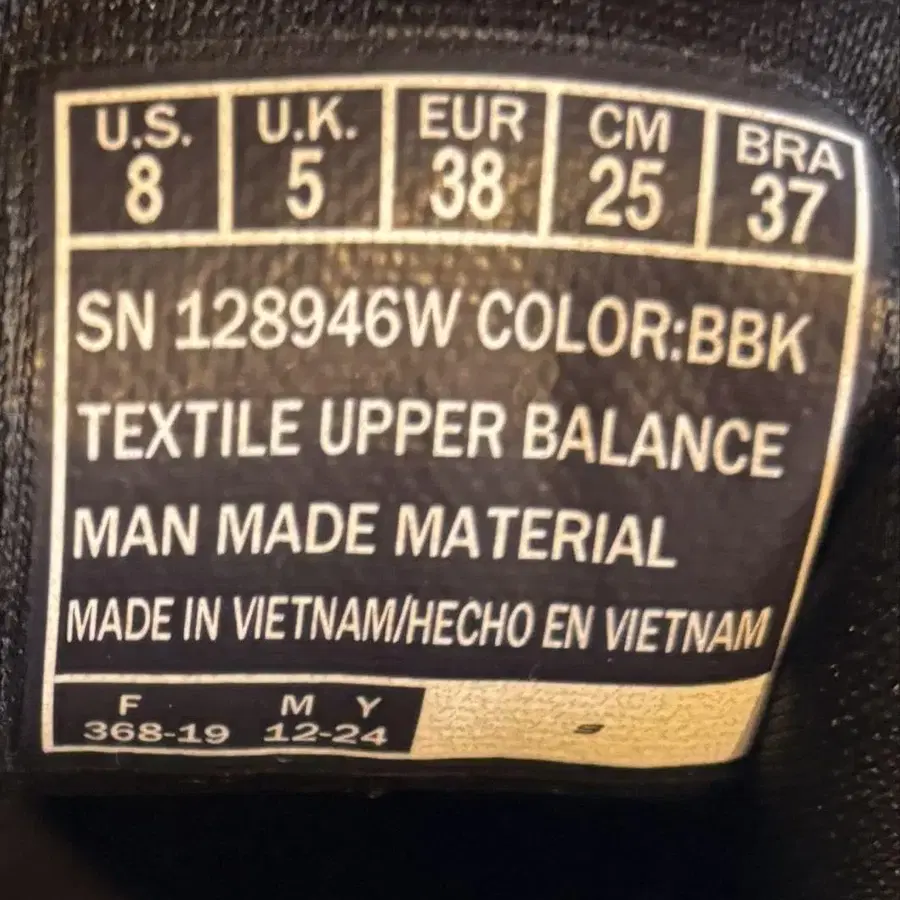 U.S. U.K. EUR CM BRA
8 5 38 25 37
SN 128946W COLOR:BBK
TEXTILE UPPER BALANCE
MAN MADE MATERIAL
MADE IN VIETNAM/HECHO EN VIETNAM
F M Y
368-19 12-24